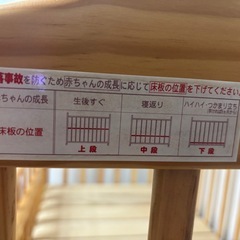 事故を防ぐため赤ちゃんの成長に応じて床板の位置を下げてください。
ちゃんの成長 生後すぐ 寝返り ハイハイ・つかまり立ち
床板の位置 上段 中段 下段